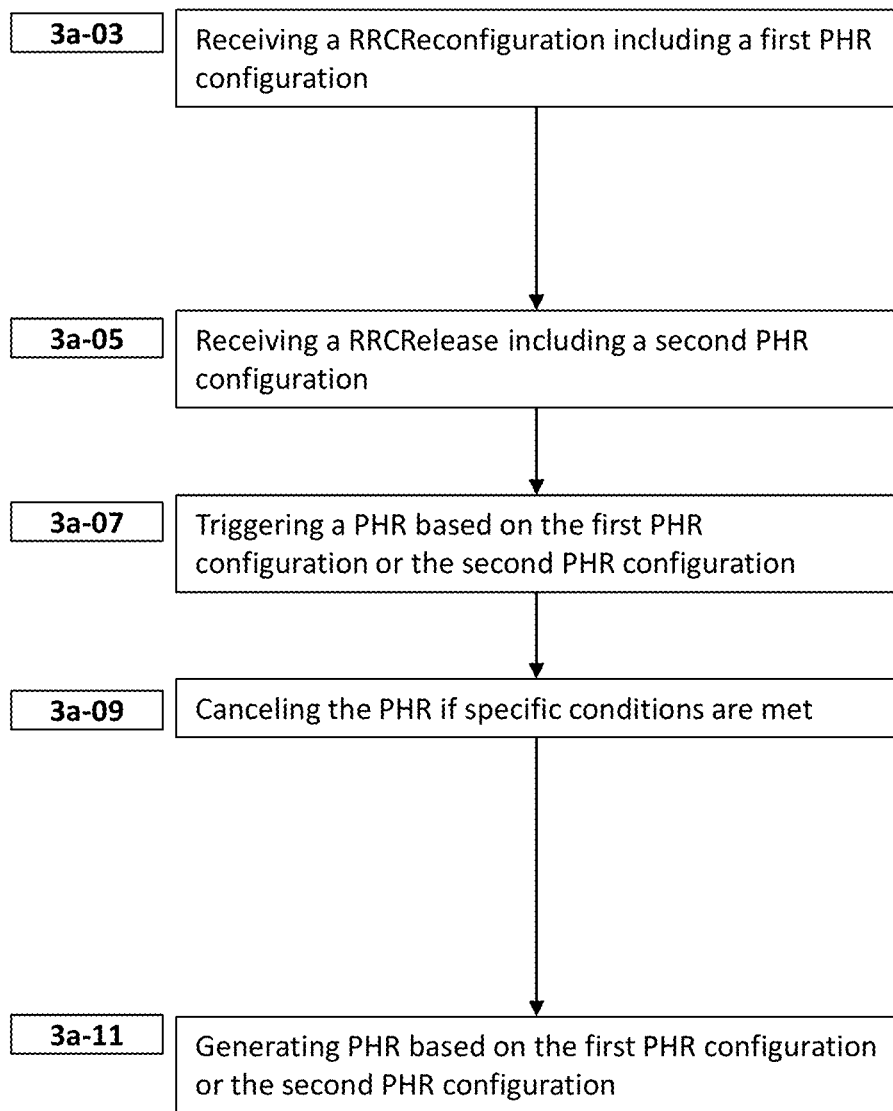 3a-03
Receiving a RRCReconfiguration including a first PHR
configuration
3a-05
Receiving a RRCRelease including a second PHR
configuration
3a-07
Triggering a PHR based on the first PHR
configuration or the second PHR configuration
3a-09
Canceling the PHR if specific conditions are met
3a-11
Generating PHR based on the first PHR configuration
or the second PHR configuration